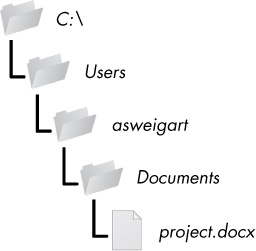 C:\
Users
asweigart
Documents
project.docx